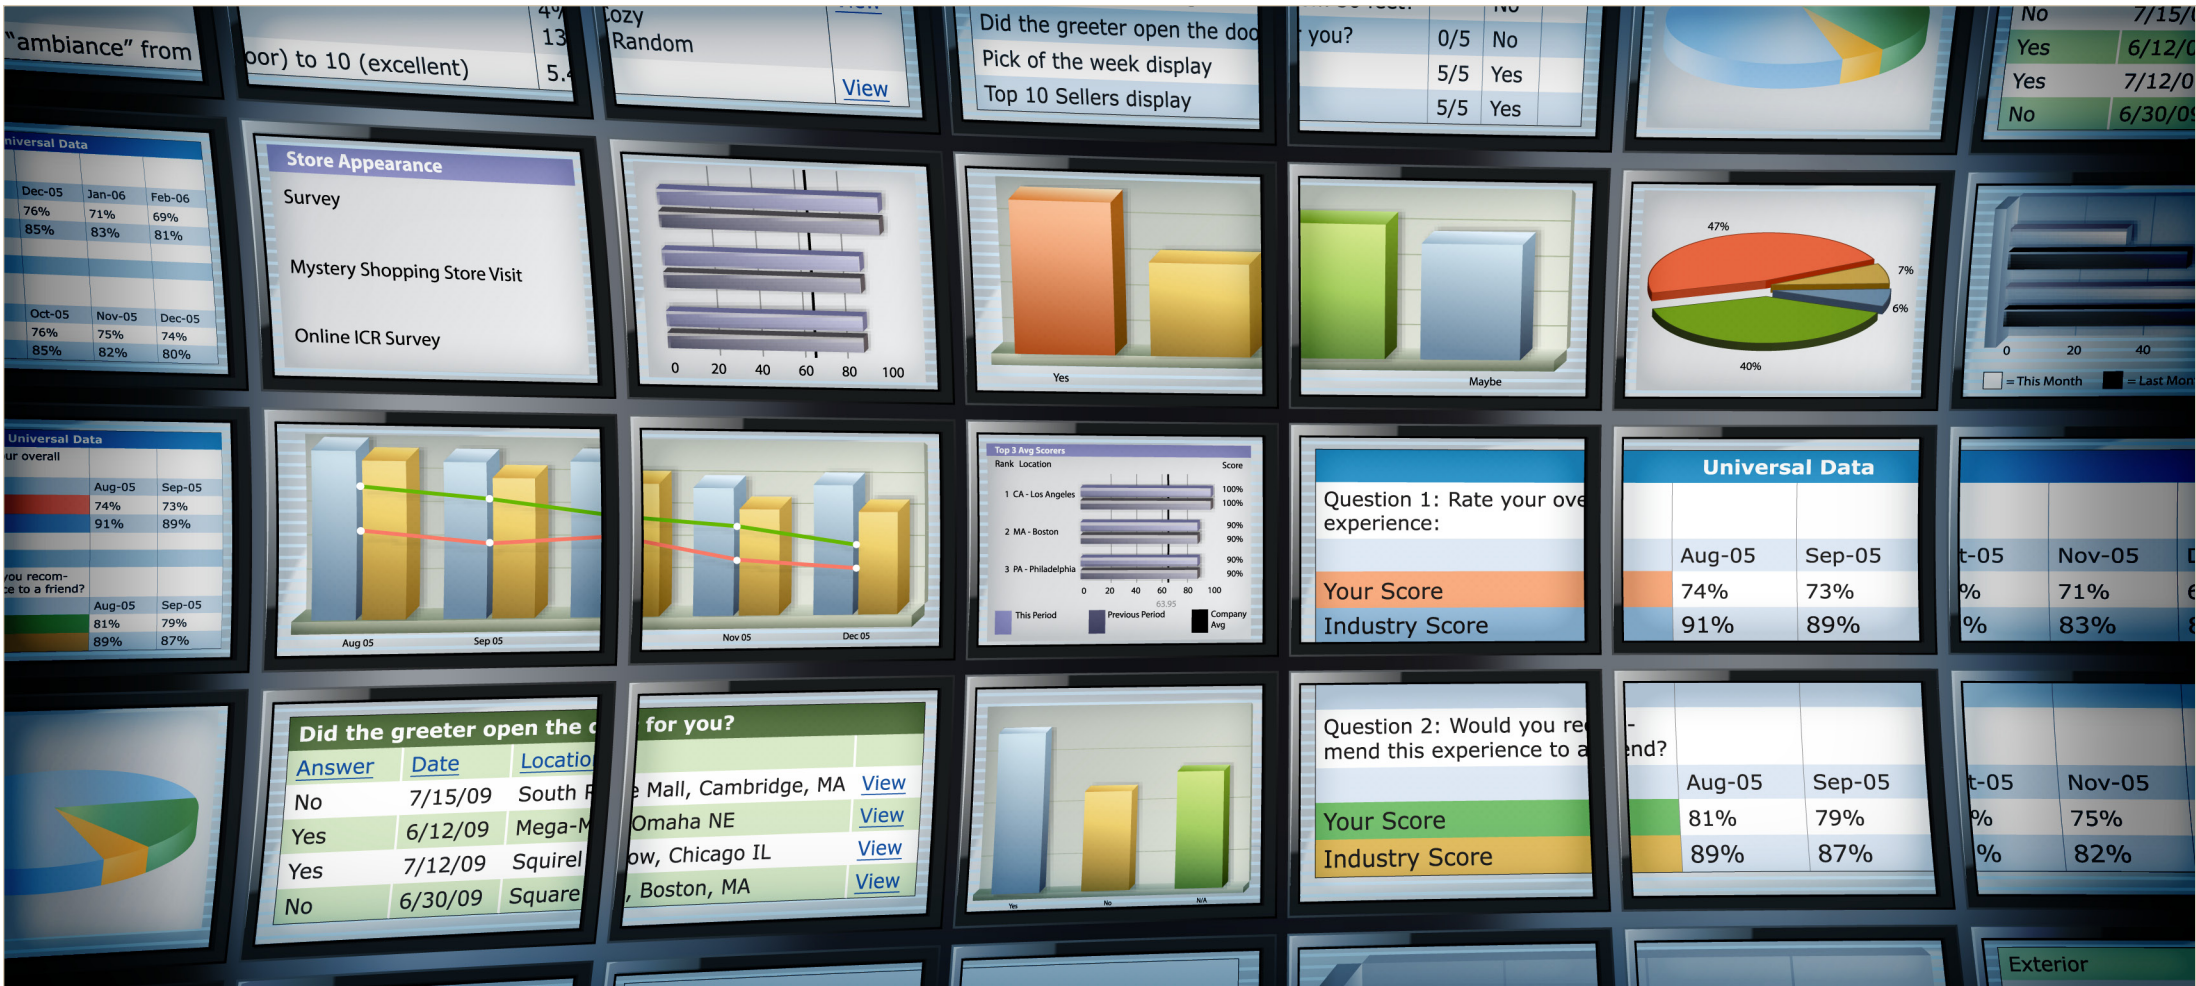 "ambiance" from
4%
13
oor) to 10 (excellent)
5.
Cozy
Random
View
View
Did the greeter open the doo
Pick of the week display
Top 10 Sellers display
No
you?
0/5 No
5/5 Yes
5/5 Yes
No 7/15/
Yes 6/12/0
Yes 7/12/0
No 6/30/09
niversal Data
Dec-05 Jan-06 Feb-06
76% 71% 69%
85% 83% 81%
Oct-05 Nov-05 Dec-05
76% 75% 74%
85% 82% 80%
Store Appearance
Survey
Mystery Shopping Store Visit
Online ICR Survey
0 20 40 60 80 100
Yes
Maybe
47%
7%
6%
40%
0 20 40
= This Month = Last Mon
Universal Data
ur overall
Aug-05 Sep-05
74% 73%
91% 89%
you recom-
ce to a friend?
Aug-05 Sep-05
81% 79%
89% 87%
Aug 05 Sep 05
Nov 05 Dec 05
Top 3 Avg Scorers
Rank Location Score
1 CA - Los Angeles 100%
100%
2 MA - Boston 90%
90%
3 PA - Philadelphia 90%
90%
0 20 40 60 80 100
63.95
This Period Previous Period Company
Avg
Question 1: Rate your ove
experience:
Your Score
Industry Score
Universal Data
Aug-05 Sep-05
74% 73%
91% 89%
t-05 Nov-05
% 71% 6
% 83% 8
Did the greeter open the d for you?
Answer Date Locatio
No 7/15/09 South R e Mall, Cambridge, MA View
Yes 6/12/09 Mega-M Omaha NE View
Yes 7/12/09 Squirel ow, Chicago IL View
No 6/30/09 Square , Boston, MA View
Yes No N/A
Question 2: Would you rec-
mend this experience to a end?
Your Score
Industry Score
Aug-05 Sep-05
81% 79%
89% 87%
t-05 Nov-05
% 75%
% 82%
Exterior